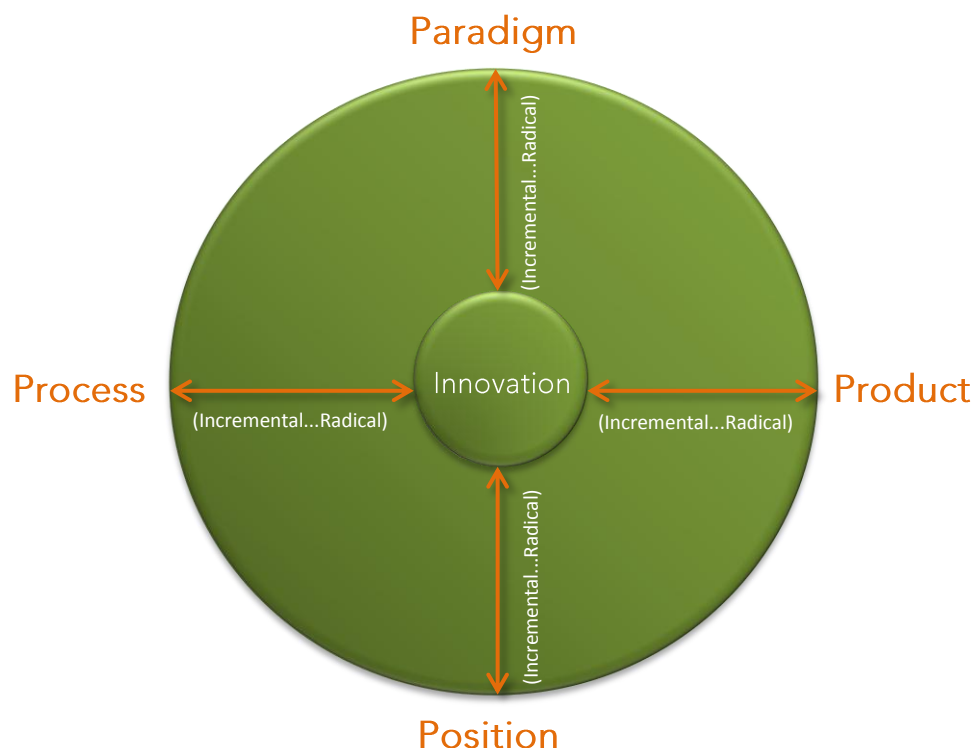 Paradigm
(Incremental...Radical)
Process
Innovation
Product
(Incremental...Radical)
(Incremental...Radical)
(Incremental...Radical)
Position